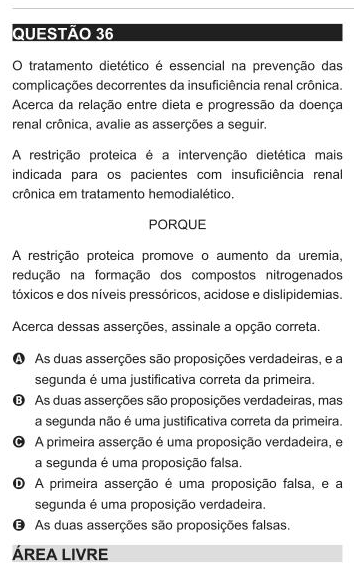 QUESTÃO 36
O tratamento dietético é essencial na prevenção das
complicações decorrentes da insuficiência renal crônica.
Acerca da relação entre dieta e progressão da doença
renal crônica, avalie as asserções a seguir.
A restrição proteica é a intervenção dietética mais
indicada para os pacientes com insuficiência renal
crônica em tratamento hemodialético.
PORQUE
A restrição proteica promove o aumento da uremia,
redução na formação dos compostos nitrogenados
tóxicos e dos níveis pressóricos, acidose e dislipidemias.
Acerca dessas asserções, assinale a opção correta.
A As duas asserções são proposições verdadeiras, e a
segunda é uma justificativa correta da primeira.
B As duas asserções são proposições verdadeiras, mas
a segunda não é uma justificativa correta da primeira.
C A primeira asserção é uma proposição verdadeira, e
a segunda é uma proposição falsa.
D A primeira asserção é uma proposição falsa, e a
segunda é uma proposição verdadeira.
E As duas asserções são proposições falsas.
ÁREA LIVRE